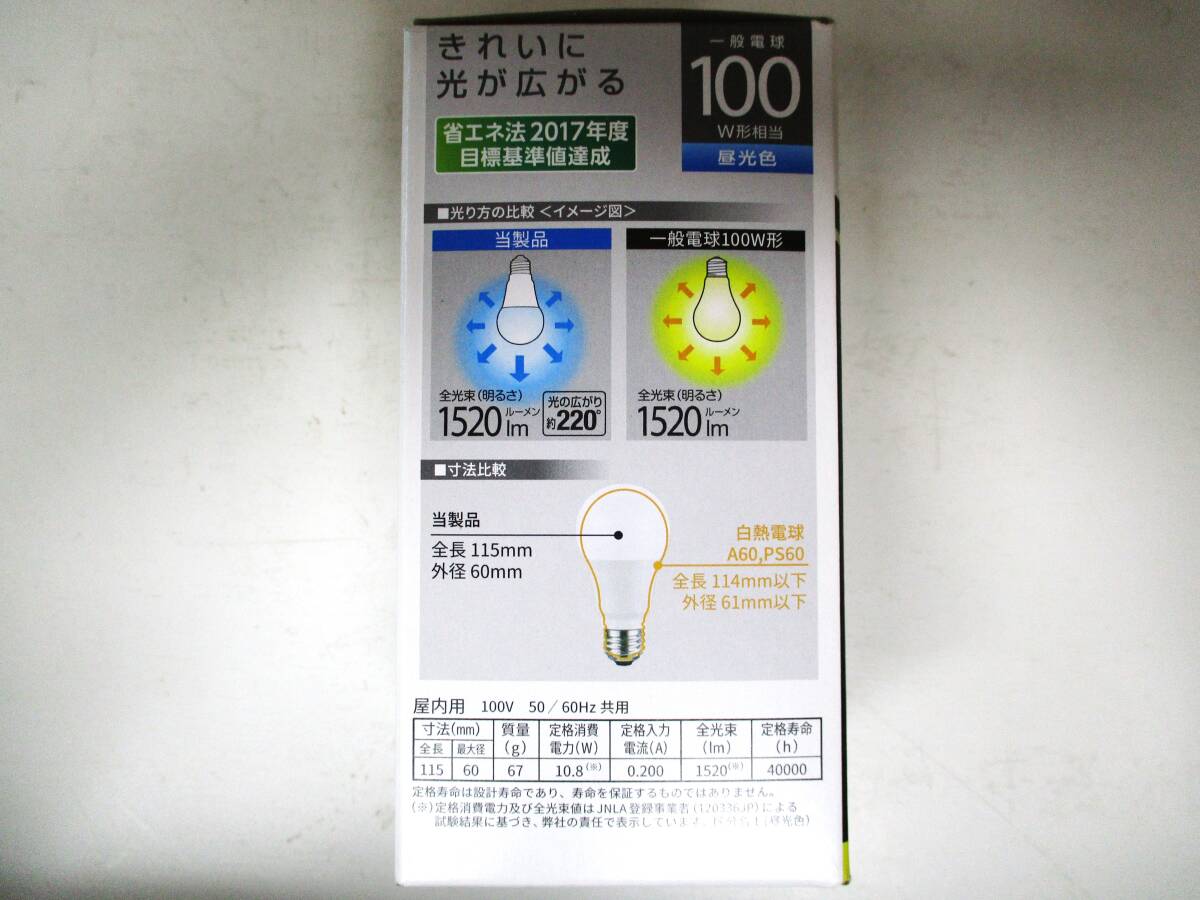 きれいに
光が広がる
省エネ法2017年度
目標基準値達成
一般電球
100
W形相当
昼光色
■光り方の比較＜イメージ図＞
当製品
全光束(明るさ)
1520 ルーメン lm
光の広がり
約220°
一般電球100W形
全光束(明るさ)
1520 ルーメン lm
■寸法比較
当製品
全長 115mm
外径 60mm
白熱電球
A60,PS60
全長 114mm以下
外径 61mm以下
屋内用 100V 50／60Hz 共用
寸法(mm) 質量(g) 定格消費電力(W) 定格入力電流(A) 全光束(lm) 定格寿命(h)
全長 最大径
115 60 67 10.8(※) 0.200 1520(※) 40000
定格寿命は設計寿命であり、寿命を保証するものではありません。
(※)定格消費電力及び全光束値はJNLA登録事業者(120336JP)による
試験結果に基づき、弊社の責任で表示しています。(昼光色)